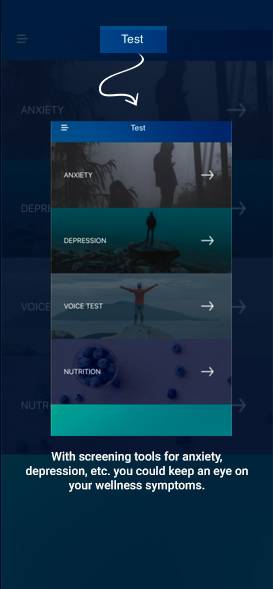 Test
Test
ANXIETY
ANXIETY
DEPRE
DEPRESSION
VOICE
VOICE TEST
NUTR
NUTRITION
With screening tools for anxiety,
depression, etc. you could keep an eye on
your wellness symptoms.